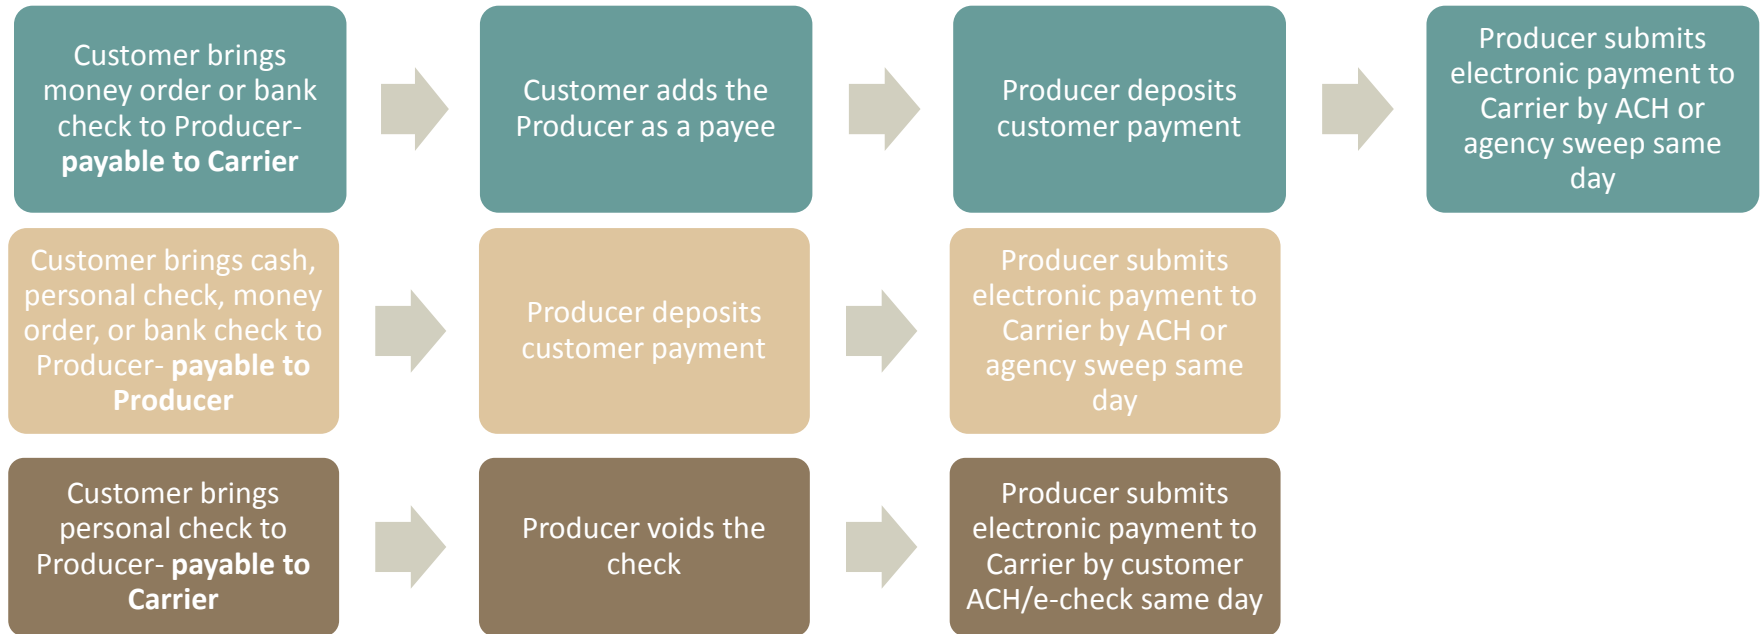 Customer brings
money order or bank
check to Producer-
payable to Carrier
Customer adds the
Producer as a payee
Producer deposits
customer payment
Producer submits
electronic payment to
Carrier by ACH or
agency sweep same
day
Customer brings cash,
personal check, money
order, or bank check to
Producer- payable to
Producer
Producer deposits
customer payment
Producer submits
electronic payment to
Carrier by ACH or
agency sweep same
day
Customer brings
personal check to
Producer- payable to
Carrier
Producer voids the
check
Producer submits
electronic payment to
Carrier by customer
ACH/e-check same day